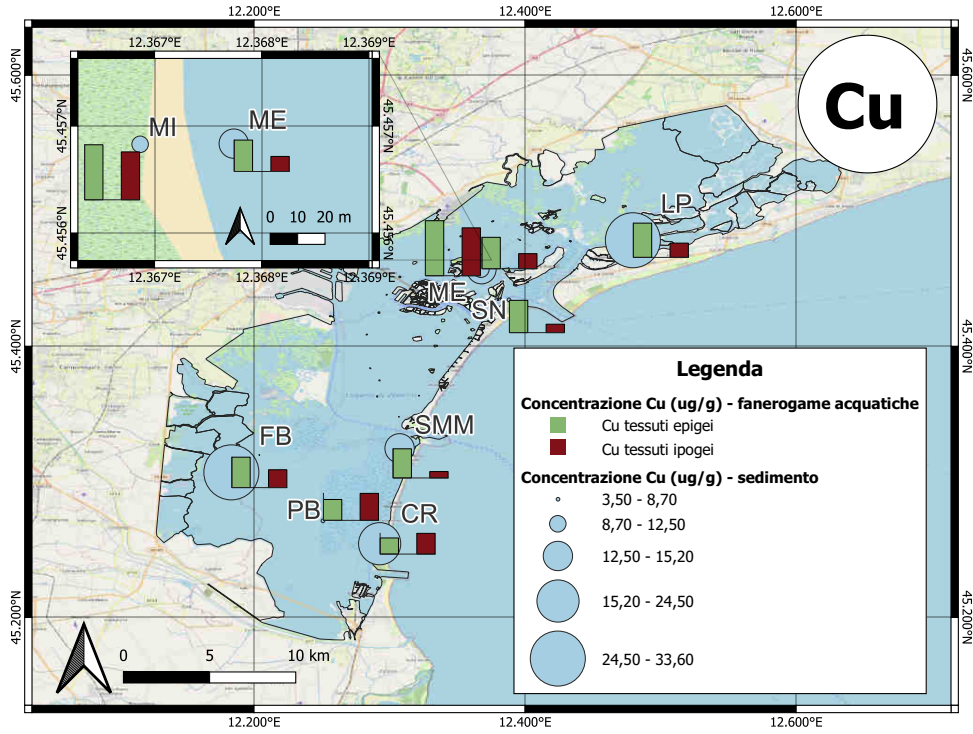 12.200°E 12.400°E 12.600°E
12.367°E 12.368°E 12.369°E
45.600°N 45.600°N
Cu
45.457°N 45.457°N
MI ME
0 10 20 m
45.456°N 45.456°N
12.367°E 12.368°E 12.369°E
LP
ME
SN
45.400°N 45.400°N
Legenda
Concentrazione Cu (ug/g) - fanerogame acquatiche
Cu tessuti epigei
Cu tessuti ipogei
Concentrazione Cu (ug/g) - sedimento
3,50 - 8,70
8,70 - 12,50
12,50 - 15,20
15,20 - 24,50
24,50 - 33,60
SMM
FB
PB
CR
45.200°N 45.200°N
0 5 10 km
12.200°E 12.400°E 12.600°E